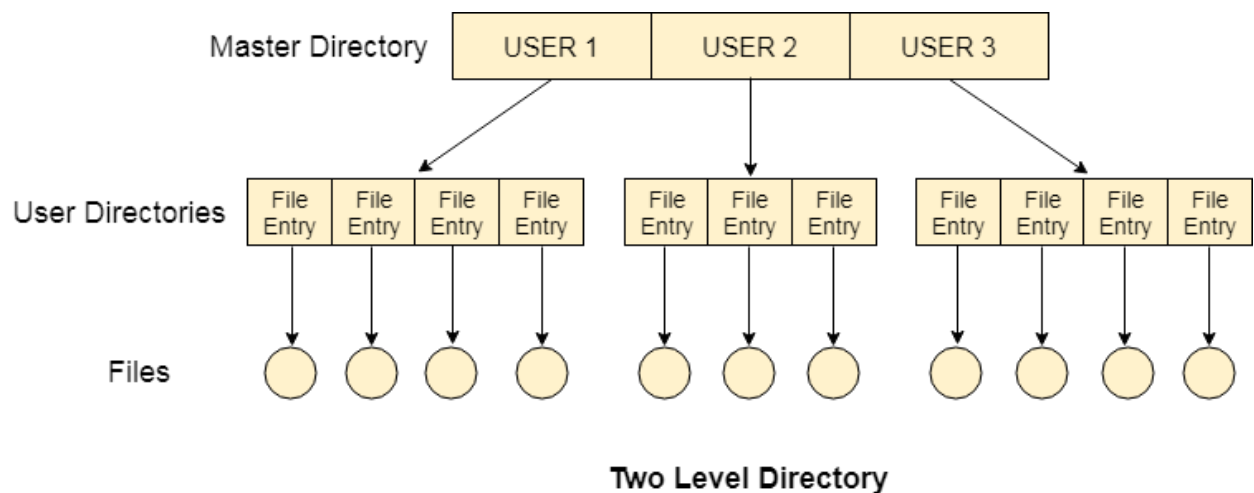 Master Directory USER 1 USER 2 USER 3
User Directories
File Entry File Entry File Entry File Entry
File Entry File Entry File Entry
File Entry File Entry File Entry File Entry
Files
Two Level Directory